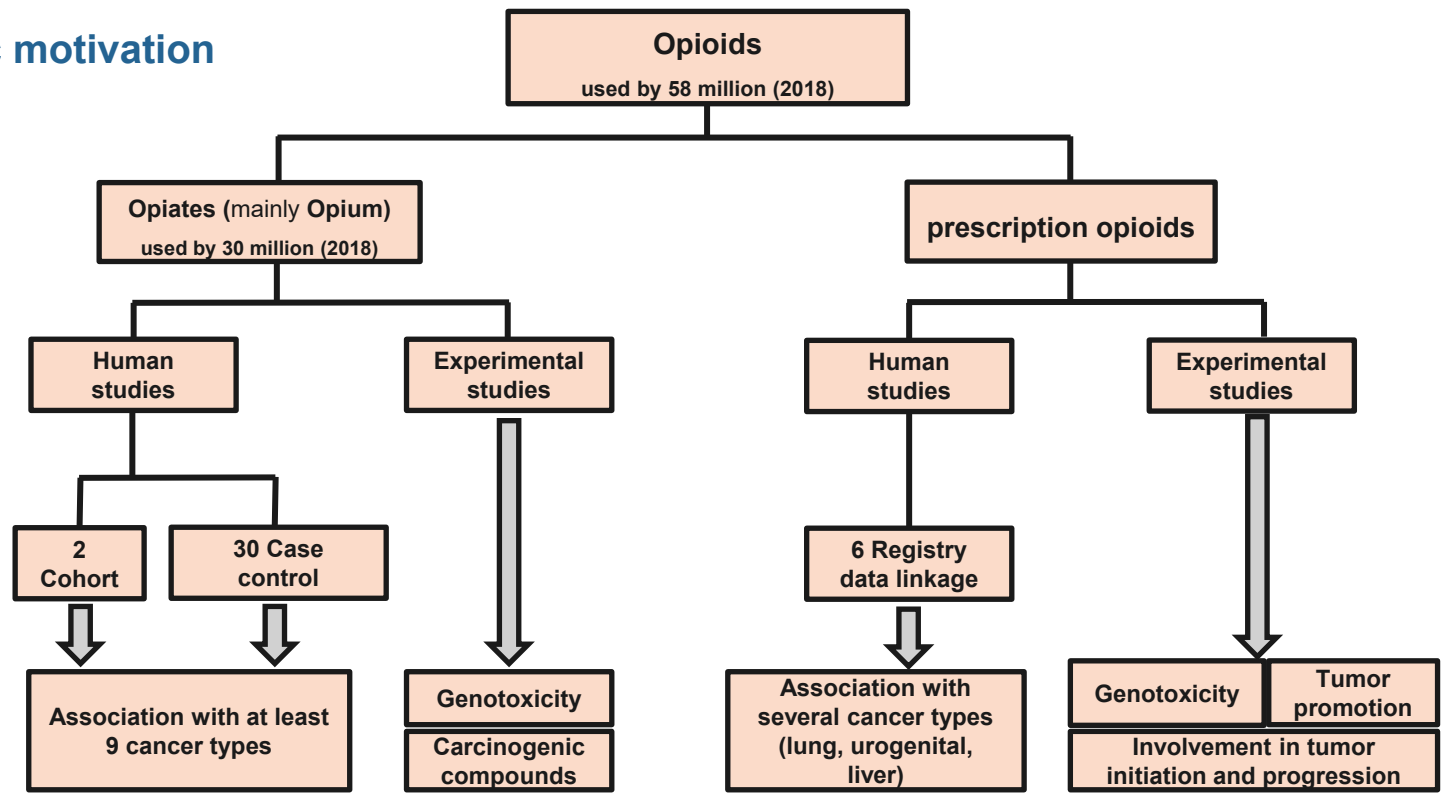 motivation
Opioids
used by 58 million (2018)
Opiates (mainly Opium)
used by 30 million (2018)
prescription opioids
Human
studies
Experimental
studies
Human
studies
Experimental
studies
2
Cohort
30 Case
control
6 Registry
data linkage
Association with at least
9 cancer types
Genotoxicity
Carcinogenic
compounds
Association with
several cancer types
(lung, urogenital,
liver)
Genotoxicity
Tumor
promotion
Involvement in tumor
initiation and progression